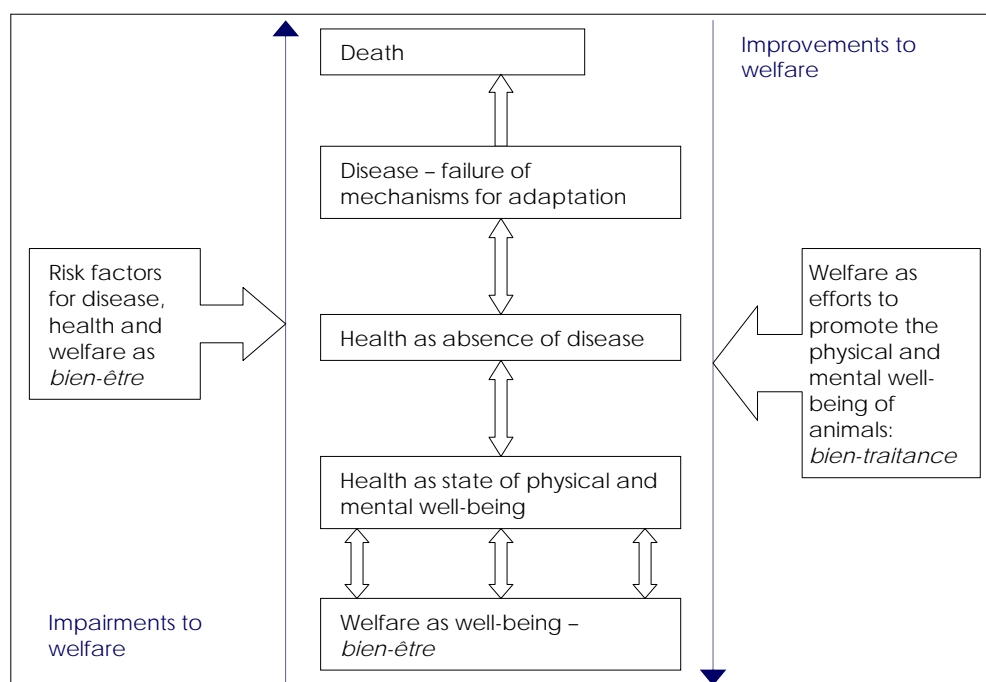 Improvements to
welfare
Death
Disease – failure of
mechanisms for adaptation
Risk factors
for disease,
health and
welfare as
bien-être
Health as absence of disease
Welfare as
efforts to
promote the
physical and
mental well-
being of
animals:
bien-traitance
Health as state of physical and
mental well-being
Impairments to
welfare
Welfare as well-being –
bien-être